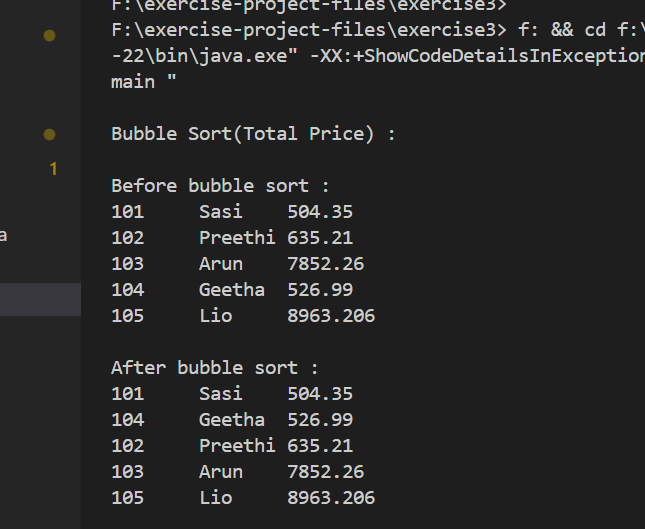 F:\exercise-project-files\exercise3>
F:\exercise-project-files\exercise3> f: && cd f:\
-22\bin\java.exe" -XX:+ShowCodeDetailsInException
main "
Bubble Sort(Total Price) :
1
Before bubble sort :
101 Sasi 504.35
102 Preethi 635.21
a
103 Arun 7852.26
104 Geetha 526.99
105 Lio 8963.206
After bubble sort :
101 Sasi 504.35
104 Geetha 526.99
102 Preethi 635.21
103 Arun 7852.26
105 Lio 8963.206